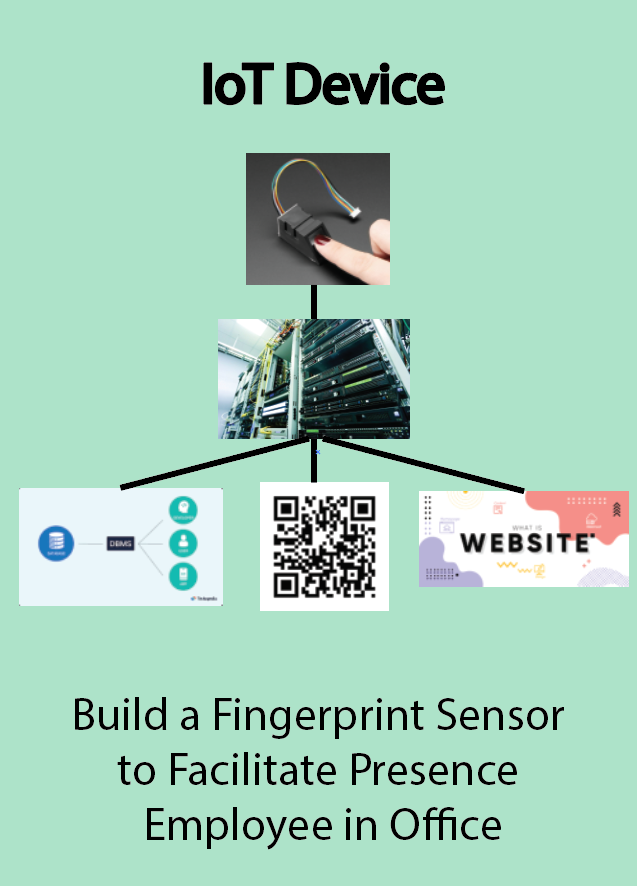 IoT Device
DBMS
WHAT IS
WEBSITE
Build a Fingerprint Sensor
to Facilitate Presence
Employee in Office